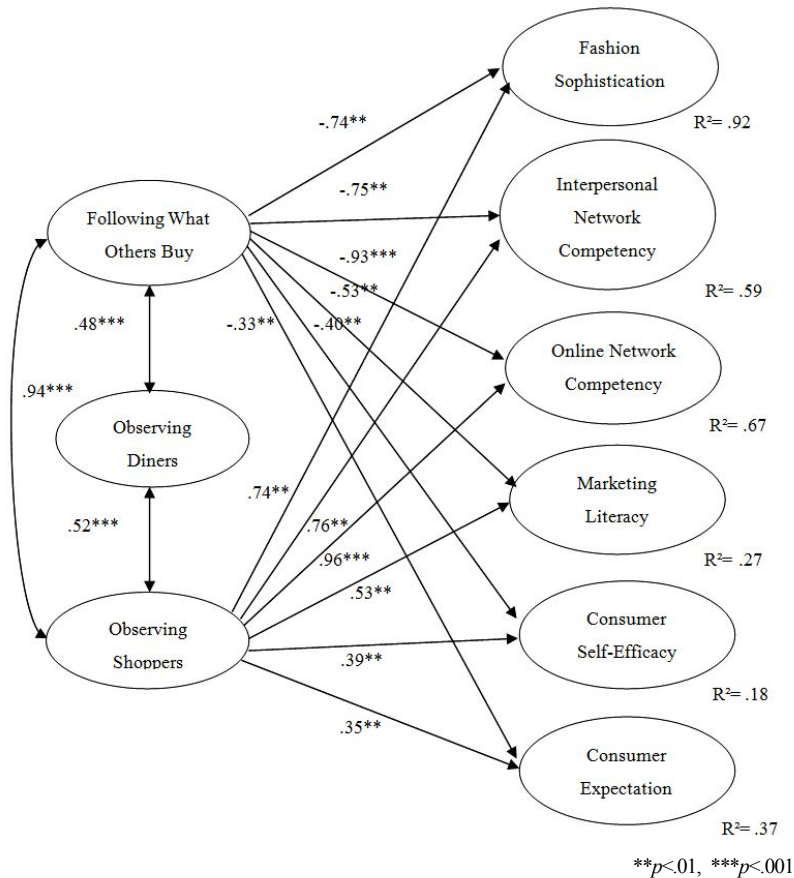 Fashion
Sophistication
R²= .92
-.74**
Interpersonal
Network
Competency
-.75**
R²= .59
Following What
Others Buy
-.93***
-.53**
-.33**
-.40**
.48***
Online Network
Competency
R²= .67
.94***
Observing
Diners
Marketing
Literacy
R²= .27
.74**
.52***
.76**
.96***
.53**
Observing
Shoppers
Consumer
Self-Efficacy
R²= .18
.39**
.35**
Consumer
Expectation
R²= .37
**p<.01, ***p<.001